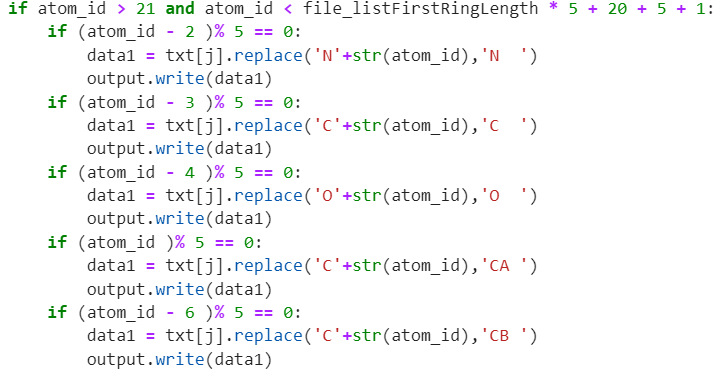 if atom_id > 21 and atom_id < file_listFirstRingLength * 5 + 20 + 5 + 1:
    if (atom_id - 2 )% 5 == 0:
        data1 = txt[j].replace('N'+str(atom_id),'N  ')
        output.write(data1)
    if (atom_id - 3 )% 5 == 0:
        data1 = txt[j].replace('C'+str(atom_id),'C  ')
        output.write(data1)
    if (atom_id - 4 )% 5 == 0:
        data1 = txt[j].replace('O'+str(atom_id),'O  ')
        output.write(data1)
    if (atom_id )% 5 == 0:
        data1 = txt[j].replace('C'+str(atom_id),'CA ')
        output.write(data1)
    if (atom_id - 6 )% 5 == 0:
        data1 = txt[j].replace('C'+str(atom_id),'CB ')
        output.write(data1)